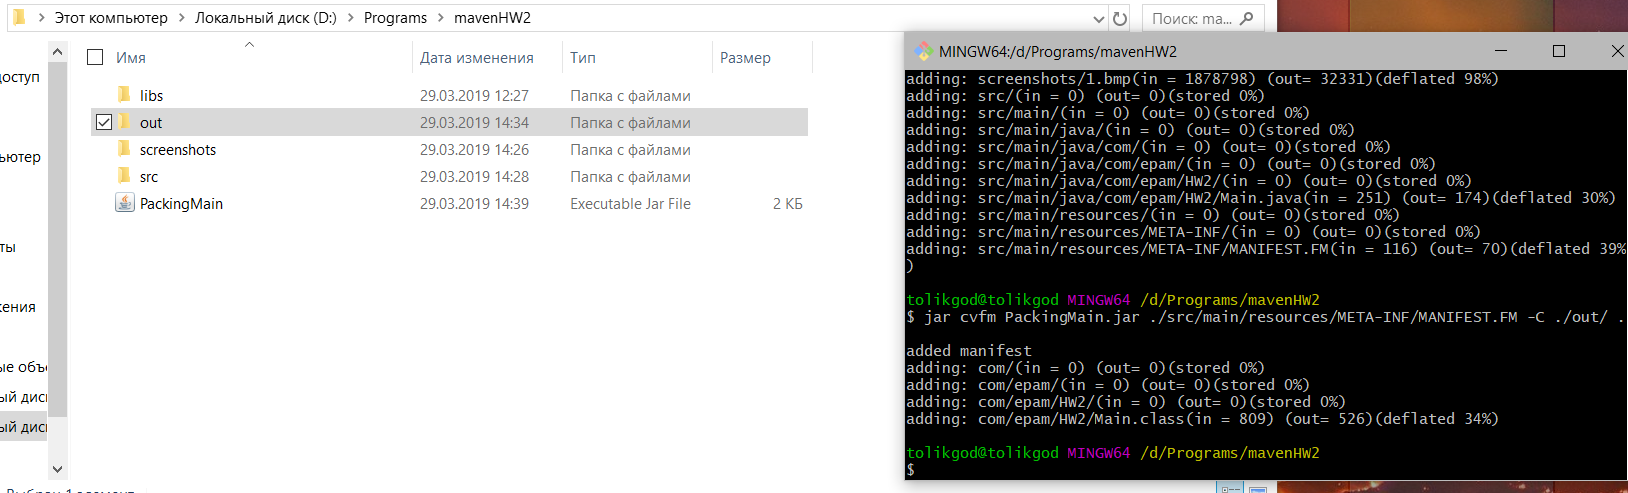 Этот компьютер > Локальный диск (D:) > Programs > mavenHW2
Поиск: ma...
Имя Дата изменения Тип Размер
libs 29.03.2019 12:27 Папка с файлами
out 29.03.2019 14:34 Папка с файлами
screenshots 29.03.2019 14:26 Папка с файлами
src 29.03.2019 14:28 Папка с файлами
PackingMain 29.03.2019 14:39 Executable Jar File 2 КБ
доступ
ьютер
ты
жения
ые объ
ый дис
ый дис
MINGW64:/d/Programs/mavenHW2
adding: screenshots/1.bmp(in = 1878798) (out= 32331)(deflated 98%)
adding: src/(in = 0) (out= 0)(stored 0%)
adding: src/main/(in = 0) (out= 0)(stored 0%)
adding: src/main/java/(in = 0) (out= 0)(stored 0%)
adding: src/main/java/com/(in = 0) (out= 0)(stored 0%)
adding: src/main/java/com/epam/(in = 0) (out= 0)(stored 0%)
adding: src/main/java/com/epam/HW2/(in = 0) (out= 0)(stored 0%)
adding: src/main/java/com/epam/HW2/Main.java(in = 251) (out= 174)(deflated 30%)
adding: src/main/resources/(in = 0) (out= 0)(stored 0%)
adding: src/main/resources/META-INF/(in = 0) (out= 0)(stored 0%)
adding: src/main/resources/META-INF/MANIFEST.FM(in = 116) (out= 70)(deflated 39%
)
tolikgod@tolikgod MINGW64 /d/Programs/mavenHW2
$ jar cvfm PackingMain.jar ./src/main/resources/META-INF/MANIFEST.FM -C ./out/ .
added manifest
adding: com/(in = 0) (out= 0)(stored 0%)
adding: com/epam/(in = 0) (out= 0)(stored 0%)
adding: com/epam/HW2/(in = 0) (out= 0)(stored 0%)
adding: com/epam/HW2/Main.class(in = 809) (out= 526)(deflated 34%)
tolikgod@tolikgod MINGW64 /d/Programs/mavenHW2
$